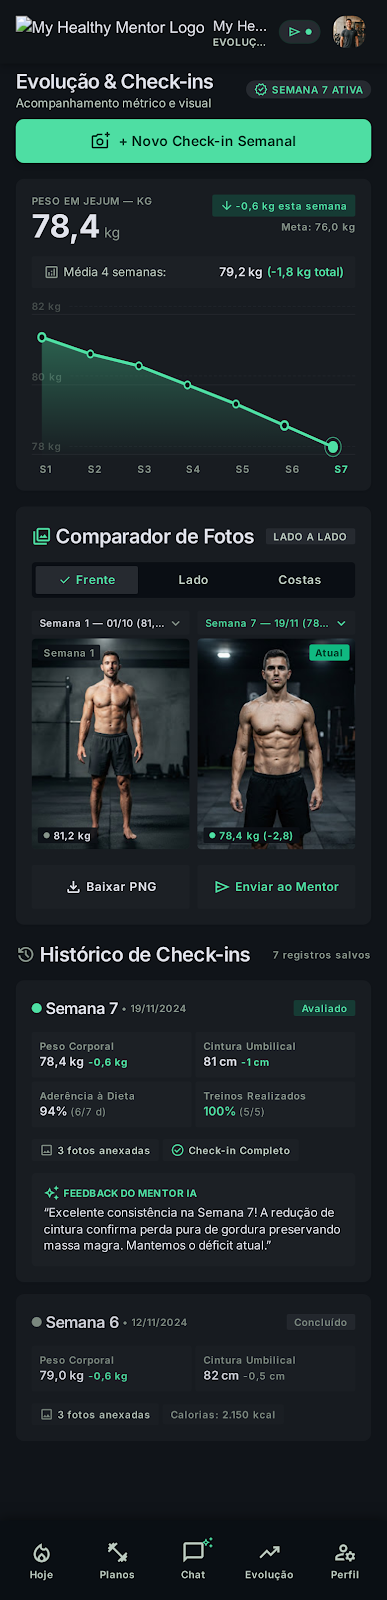 My Healthy Mentor Logo
My He...
EVOLUÇ...
Evolução & Check-ins
Acompanhamento métrico e visual
SEMANA 7 ATIVA
+ Novo Check-in Semanal
PESO EM JEJUM — KG
78,4 kg
-0,6 kg esta semana
Meta: 76,0 kg
Média 4 semanas:
79,2 kg (-1,8 kg total)
82 kg
80 kg
78 kg
S1 S2 S3 S4 S5 S6 S7
Comparador de Fotos
LADO A LADO
Frente
Lado
Costas
Semana 1 — 01/10 (81,...
Semana 7 — 19/11 (78...
Semana 1
Atual
81,2 kg
78,4 kg (-2,8)
Baixar PNG
Enviar ao Mentor
Histórico de Check-ins
7 registros salvos
Semana 7 • 19/11/2024
Avaliado
Peso Corporal
78,4 kg -0,6 kg
Cintura Umbilical
81 cm -1 cm
Aderência à Dieta
94% (6/7 d)
Treinos Realizados
100% (5/5)
3 fotos anexadas
Check-in Completo
FEEDBACK DO MENTOR IA
“Excelente consistência na Semana 7! A redução de
cintura confirma perda pura de gordura preservando
massa magra. Mantemos o déficit atual.”
Semana 6 • 12/11/2024
Concluído
Peso Corporal
79,0 kg -0,6 kg
Cintura Umbilical
82 cm -0,5 cm
3 fotos anexadas
Calorias: 2.150 kcal
Hoje
Planos
Chat
Evolução
Perfil